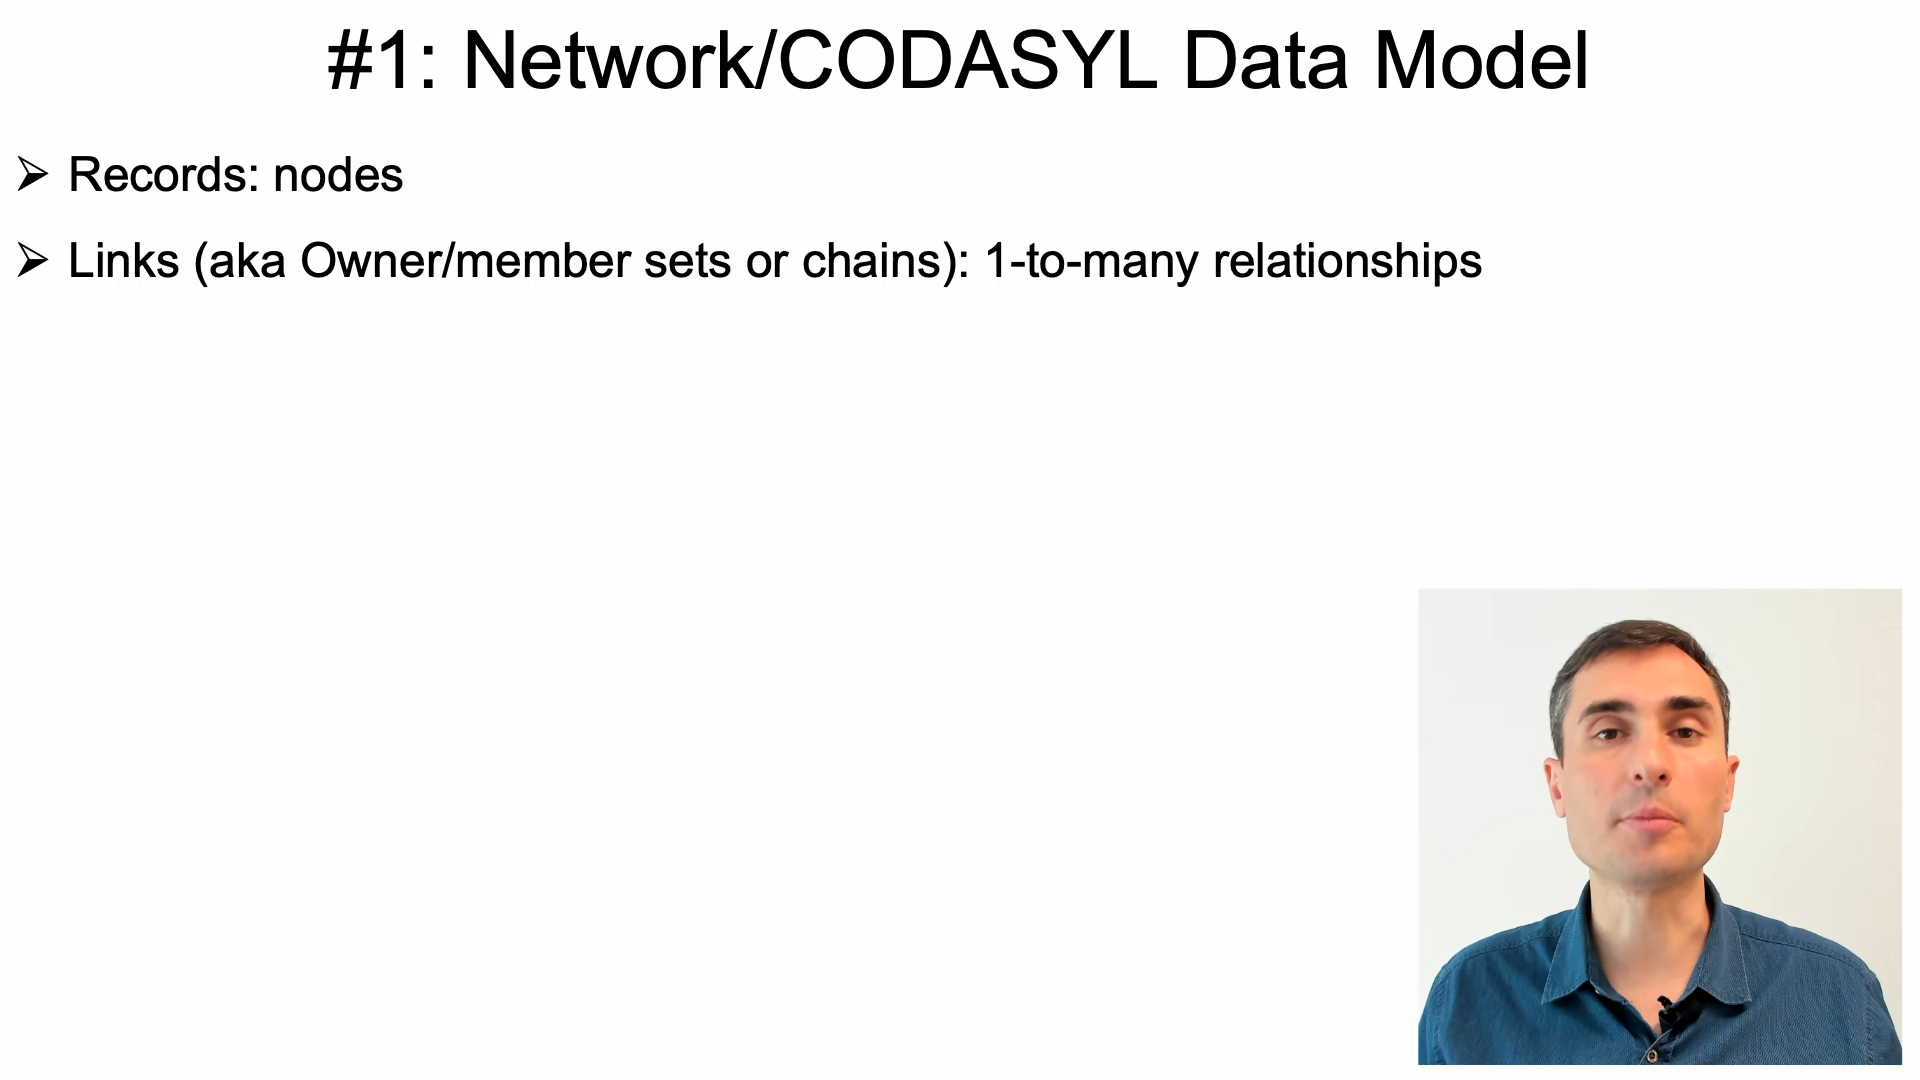 #1: Network/CODASYL Data Model
➢ Records: nodes
➢ Links (aka Owner/member sets or chains): 1-to-many relationships